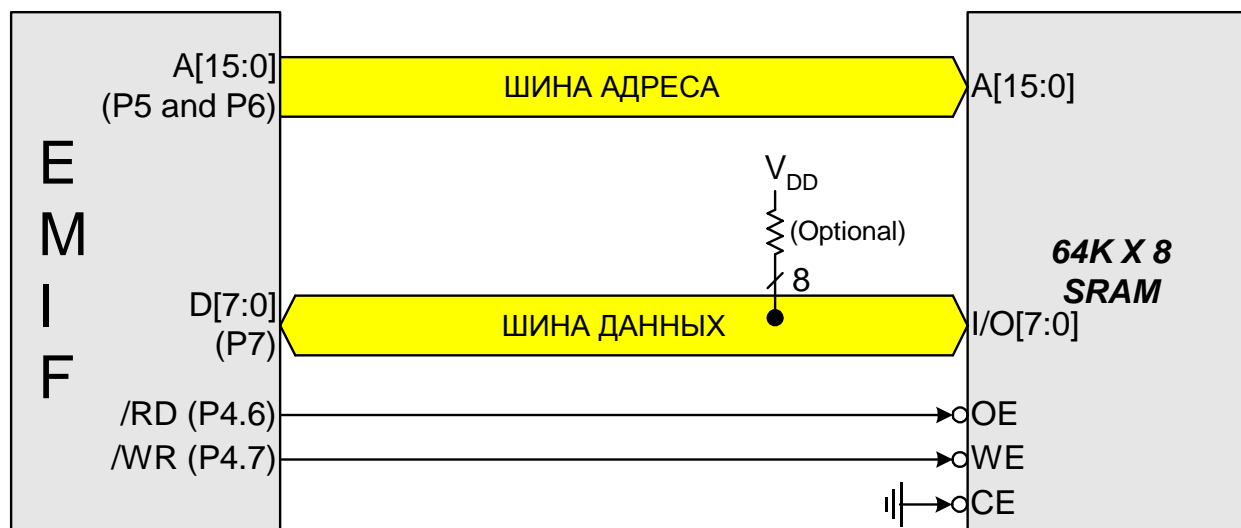 A[15:0]
(P5 and P6)
ШИНА АДРЕСА
A[15:0]
E
M
I
F
V DD
(Optional)
8
64K X 8
SRAM
D[7:0]
(P7)
ШИНА ДАННЫХ
I/O[7:0]
/RD (P4.6)
OE
/WR (P4.7)
WE
CE